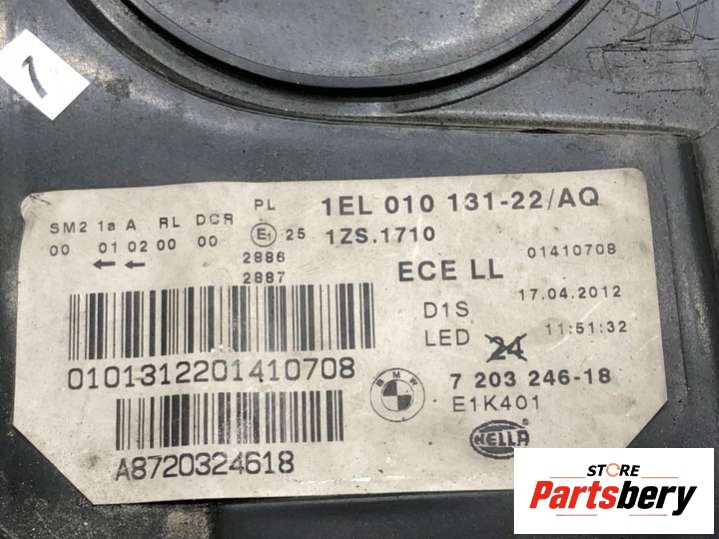 1
SM2 1a A RL DCR PL
00 01 02 00 00 E1 25
2886
2887
1EL 010 131-22/AQ
1ZS.1710
ECE LL
01410708
17.04.2012
D1S
LED 24 11:51:32
0101312201410708
BMW
7 203 246-18
E1K401
HELLA
A8720324618
STORE
Partsbery